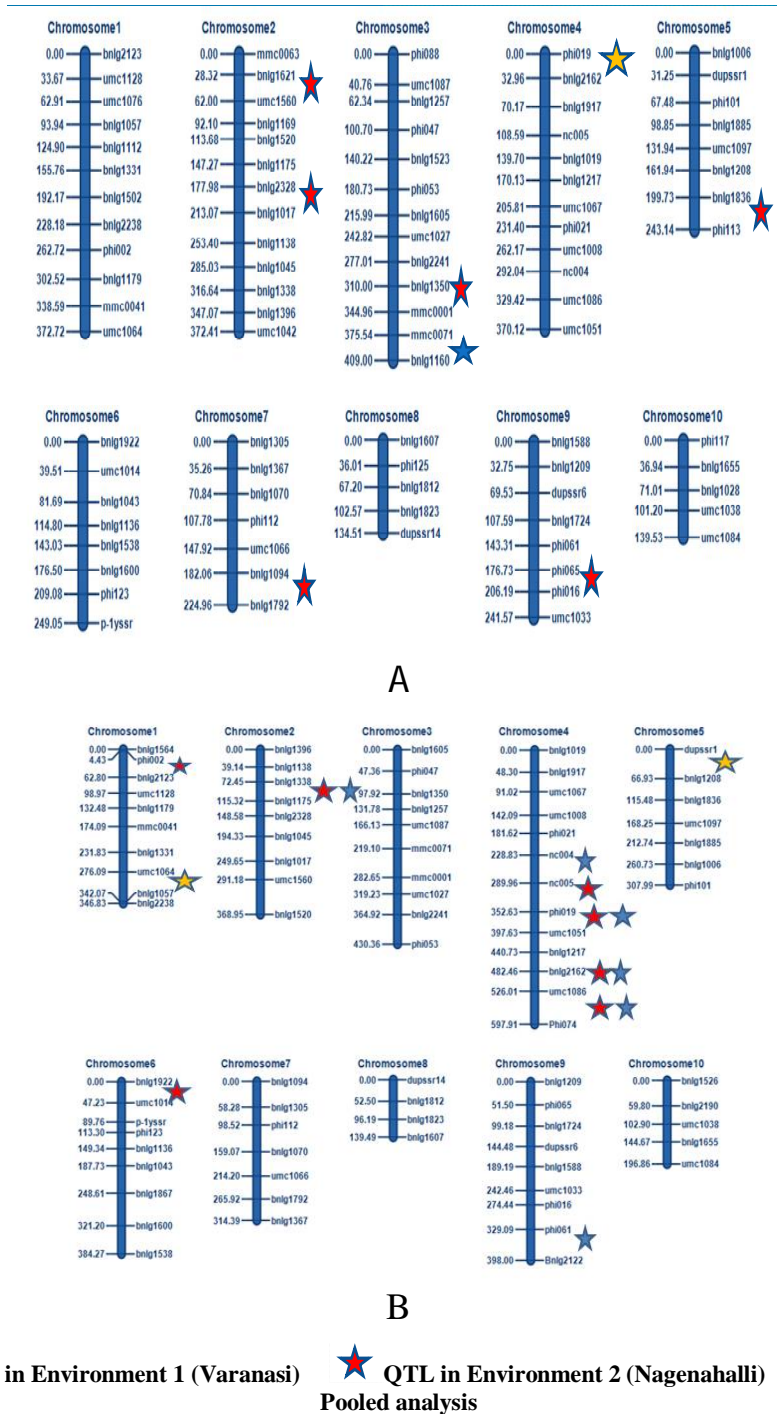 Chromosome1
0.00 bnlg2123
33.67 umc1128
62.91 umc1076
93.94 bnlg1057
124.90 bnlg1112
155.76 bnlg1331
192.17 bnlg1502
228.18 bnlg2238
262.72 phi002
302.52 bnlg1179
338.59 mmc0041
372.72 umc1064
Chromosome2
0.00 mmc0063
28.32 bnlg1621
62.00 umc1560
92.10 bnlg1169
113.68 bnlg1520
147.27 bnlg1175
177.98 bnlg2328
213.07 bnlg1017
253.40 bnlg1138
285.03 bnlg1045
316.64 bnlg1338
347.07 bnlg1396
372.41 umc1042
Chromosome3
0.00 phi088
40.76 umc1087
62.34 bnlg1257
100.70 phi047
140.22 bnlg1523
180.73 phi053
215.99 bnlg1605
242.82 umc1027
277.01 bnlg2241
310.00 bnlg1350
344.96 mmc0001
375.54 mmc0071
409.00 bnlg1160
Chromosome4
0.00 phi019
32.96 bnlg2162
70.17 bnlg1917
108.59 nc005
139.70 bnlg1019
170.13 bnlg1217
205.81 umc1067
231.40 phi021
262.17 umc1008
292.04 nc004
329.42 umc1086
370.12 umc1051
Chromosome5
0.00 bnlg1006
31.25 dupssr1
67.48 phi101
98.85 bnlg1885
131.94 umc1097
161.94 bnlg1208
199.73 bnlg1836
243.14 phi113
Chromosome6
0.00 bnlg1922
39.51 umc1014
81.69 bnlg1043
114.80 bnlg1136
143.03 bnlg1538
176.50 bnlg1600
209.08 phi123
249.05 p-1yssr
Chromosome7
0.00 bnlg1305
35.26 bnlg1367
70.84 bnlg1070
107.78 phi112
147.92 umc1066
182.06 bnlg1094
224.96 bnlg1792
Chromosome8
0.00 bnlg1607
36.01 phi125
67.20 bnlg1812
102.57 bnlg1823
134.51 dupssr14
Chromosome9
0.00 bnlg1588
32.75 bnlg1209
69.53 dupssr6
107.59 bnlg1724
143.31 phi061
176.73 phi065
206.19 phi016
241.57 umc1033
Chromosome10
0.00 phi117
36.94 bnlg1655
71.01 bnlg1028
101.20 umc1038
139.53 umc1084
A
Chromosome1
0.00 bnlg1564
4.43 phi002
62.80 bnlg2123
98.97 umc1128
132.48 bnlg1179
174.09 mmc0041
231.83 bnlg1331
276.09 umc1064
342.07 bnlg1057
346.83 bnlg2238
Chromosome2
0.00 bnlg1396
39.14 bnlg1138
72.45 bnlg1338
115.32 bnlg1175
148.58 bnlg2328
194.33 bnlg1045
249.65 bnlg1017
291.18 umc1560
368.95 bnlg1520
Chromosome3
0.00 bnlg1605
47.36 phi047
97.92 bnlg1350
131.78 bnlg1257
166.13 umc1087
219.10 mmc0071
282.65 mmc0001
319.23 umc1027
364.92 bnlg2241
430.36 phi053
Chromosome4
0.00 bnlg1019
48.30 bnlg1917
91.02 umc1067
142.09 umc1008
181.62 phi021
228.83 nc004
289.96 nc005
352.63 phi019
397.63 umc1051
440.73 bnlg1217
482.46 bnlg2162
526.01 umc1086
597.91 Phi074
Chromosome5
0.00 dupssr1
66.93 bnlg1208
115.48 bnlg1836
168.25 umc1097
212.74 bnlg1885
260.73 bnlg1006
307.99 phi101
Chromosome6
0.00 bnlg1922
47.23 umc1014
89.76 p-1yssr
113.30 phi123
149.34 bnlg1136
187.73 bnlg1043
248.61 bnlg1867
321.20 bnlg1600
384.27 bnlg1538
Chromosome7
0.00 bnlg1094
58.28 bnlg1305
98.52 phi112
159.07 bnlg1070
214.20 umc1066
265.92 bnlg1792
314.39 bnlg1367
Chromosome8
0.00 dupssr14
52.50 bnlg1812
96.19 bnlg1823
139.49 bnlg1607
Chromosome9
0.00 bnlg1209
51.50 phi065
99.18 bnlg1724
144.48 dupssr6
189.19 bnlg1588
242.46 umc1033
274.44 phi016
329.09 phi061
398.00 Bnlg2122
Chromosome10
0.00 bnlg1526
59.80 bnlg2190
102.90 umc1038
144.67 bnlg1655
196.86 umc1084
B
in Environment 1 (Varanasi) QTL in Environment 2 (Nagenahalli)
Pooled analysis